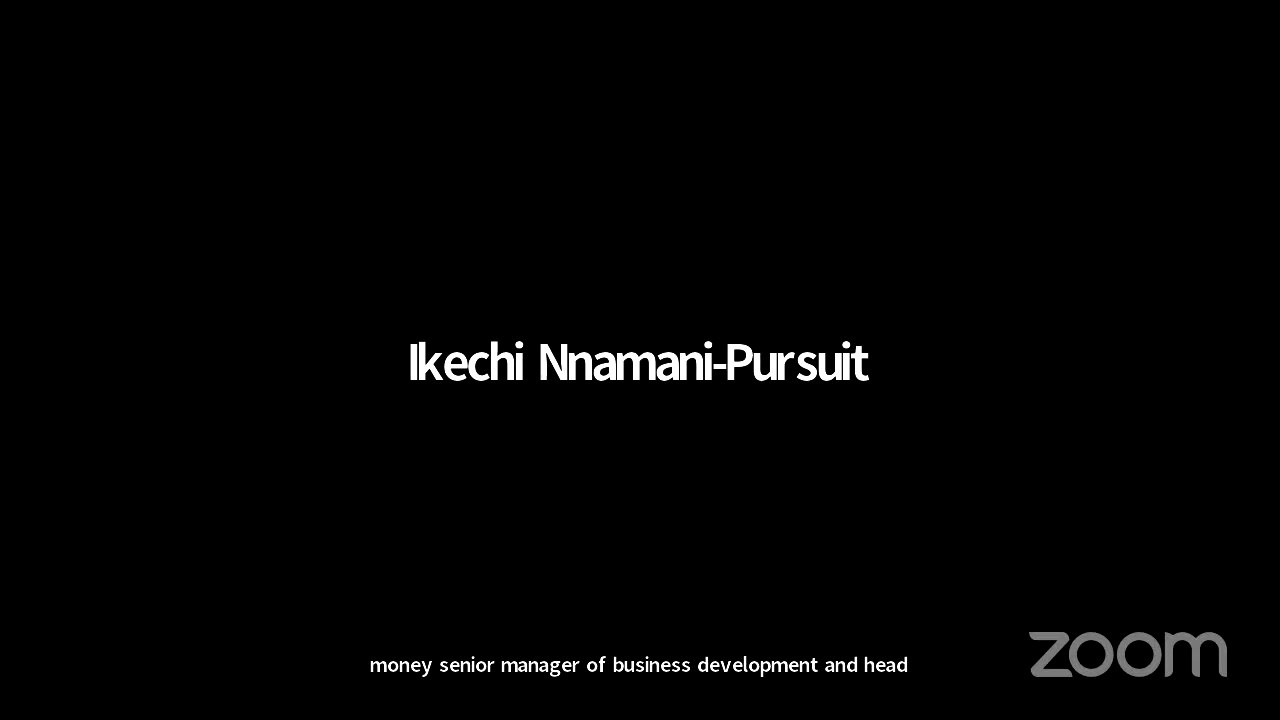 Ikechi Nnamani-Pursuit
money senior manager of business development and head
zoom